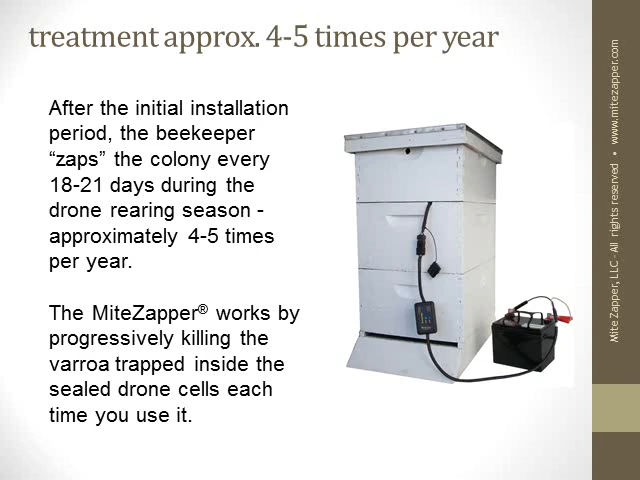 treatment approx. 4-5 times per year
After the initial installation
period, the beekeeper
“zaps” the colony every
18-21 days during the
drone rearing season -
approximately 4-5 times
per year.
The MiteZapper® works by
progressively killing the
varroa trapped inside the
sealed drone cells each
time you use it.
Mite Zapper, LLC - All rights reserved • www.mitezapper.com